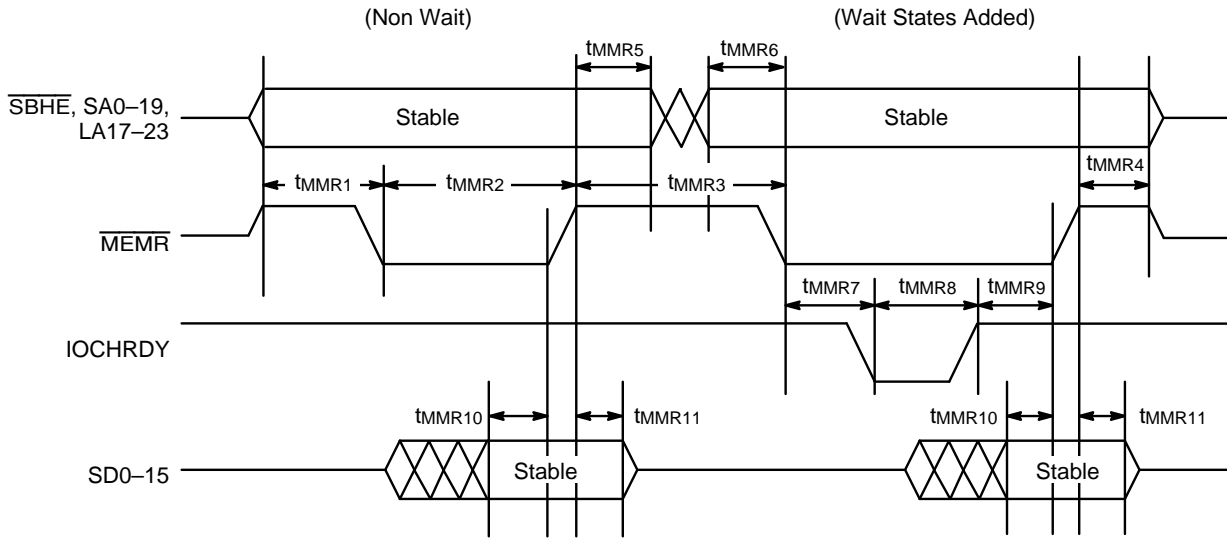 (Non Wait) (Wait States Added)
tMMR5 tMMR6
SBHE, SA0–19,
LA17–23
Stable Stable
tMMR1 tMMR2 tMMR3 tMMR4
MEMR
tMMR7 tMMR8 tMMR9
IOCHRDY
tMMR10 tMMR11 tMMR10 tMMR11
SD0–15 Stable Stable